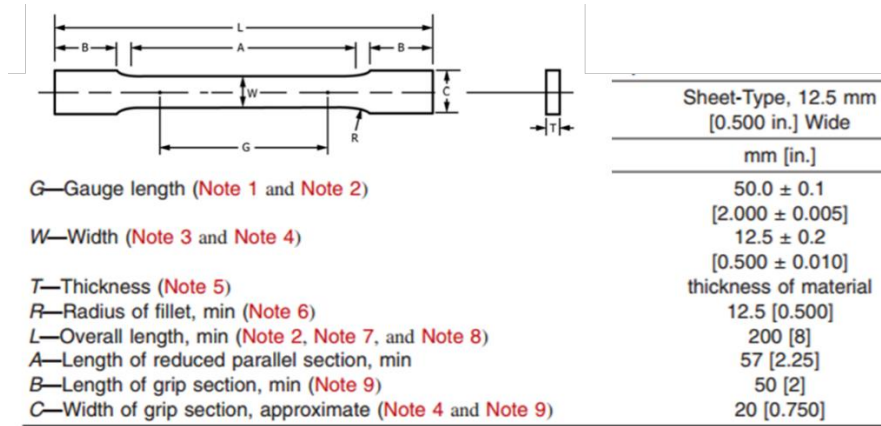 L
B
A
B
W
C
T
R
G
Sheet-Type, 12.5 mm
[0.500 in.] Wide
mm [in.]
G—Gauge length (Note 1 and Note 2)
50.0 ± 0.1
[2.000 ± 0.005]
W—Width (Note 3 and Note 4)
12.5 ± 0.2
[0.500 ± 0.010]
T—Thickness (Note 5)
thickness of material
R—Radius of fillet, min (Note 6)
12.5 [0.500]
L—Overall length, min (Note 2, Note 7, and Note 8)
200 [8]
A—Length of reduced parallel section, min
57 [2.25]
B—Length of grip section, min (Note 9)
50 [2]
C—Width of grip section, approximate (Note 4 and Note 9)
20 [0.750]